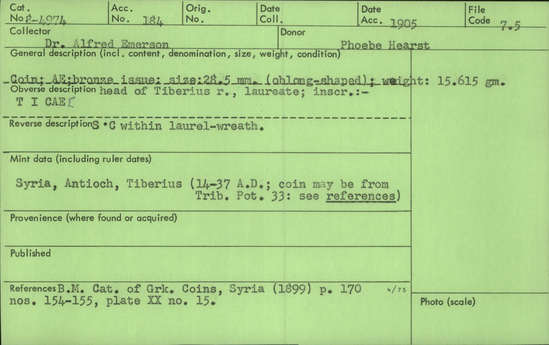 Cat. No. 8-4974 Acc. No. 184 Orig. No. Date Coll. Date Acc. 1905 File Code 7.5
Collector Donor
Dr. Alfred Emerson Phoebe Hearst
General description (incl. content, denomination, size, weight, condition)
Coin; AE:bronze issue; size:28.5 mm. (oblong-shaped); weight: 15.615 gm.
Obverse description head of Tiberius r., laureate; inscr.:-
T I CAEΣ
Reverse description S•C within laurel-wreath.
Mint data (including ruler dates)
Syria, Antioch, Tiberius (14-37 A.D.; coin may be from
Trib. Pot. 33: see references)
Provenience (where found or acquired)
Published
References B.M. Cat. of Grk. Coins, Syria (1899) p. 170 4/75
nos. 154-155, plate XX no. 15.
Photo (scale)